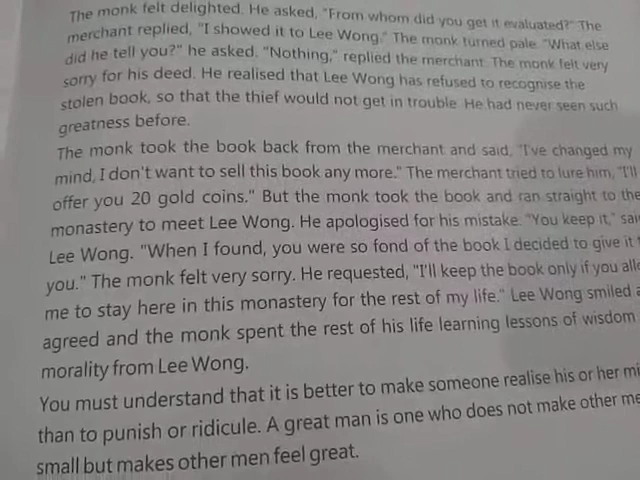 The monk felt delighted. He asked, "From whom did you get it evaluated?" The
merchant replied, "I showed it to Lee Wong." The monk turned pale. "What else
did he tell you?" he asked. "Nothing," replied the merchant. The monk felt very
sorry for his deed. He realised that Lee Wong has refused to recognise the
stolen book, so that the thief would not get in trouble. He had never seen such
greatness before.
The monk took the book back from the merchant and said, "I've changed my
mind, I don't want to sell this book any more." The merchant tried to lure him, "I'll
offer you 20 gold coins." But the monk took the book and ran straight to the
monastery to meet Lee Wong. He apologised for his mistake. "You keep it,"
Lee Wong. "When I found, you were so fond of the book I decided to give it
you." The monk felt very sorry. He requested, "I'll keep the book only if you
me to stay here in this monastery for the rest of my life." Lee Wong smiled
agreed and the monk spent the rest of his life learning lessons of wisdom
morality from Lee Wong.
You must understand that it is better to make someone realise his or her
than to punish or ridicule. A great man is one who does not make other
small but makes other men feel great.